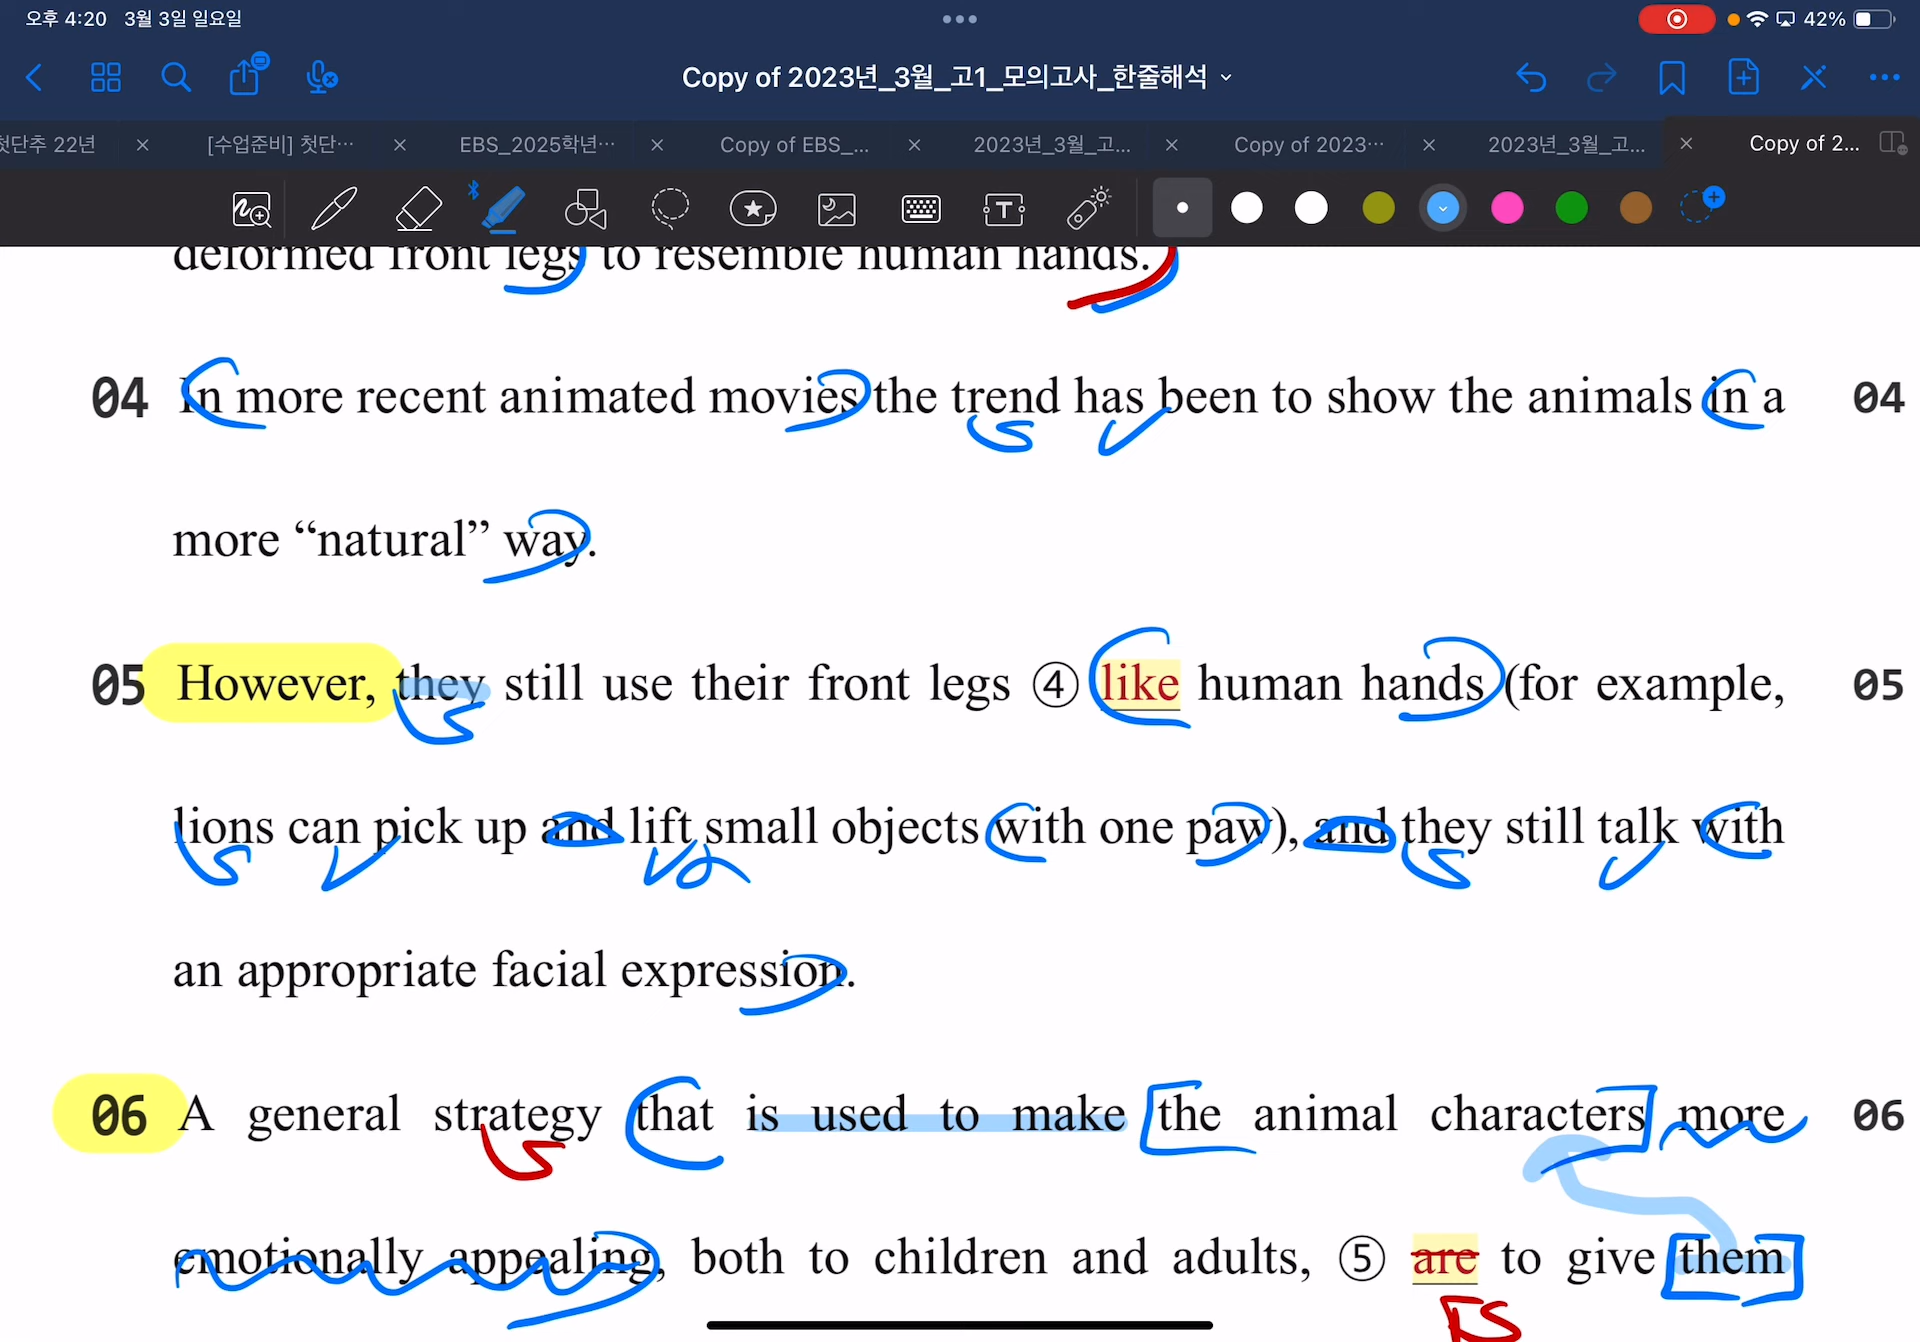 오후 4:20 3월 3일 일요일 42%
Copy of 2023년_3월_고1_모의고사_한줄해석
첫단추 22년 [수업준비] 첫단… EBS_2025학년… Copy of EBS_... 2023년_3월_고... Copy of 2023… 2023년_3월_고... Copy of 2...
deformed front legs to resemble human hands.
04 In more recent animated movies the trend has been to show the animals in a 04
more “natural” way.
05 However, they still use their front legs ④ like human hands (for example, 05
lions can pick up and lift small objects with one paw), and they still talk with
an appropriate facial expression.
06 A general strategy that is used to make the animal characters more 06
emotionally appealing, both to children and adults, ⑤ are to give them